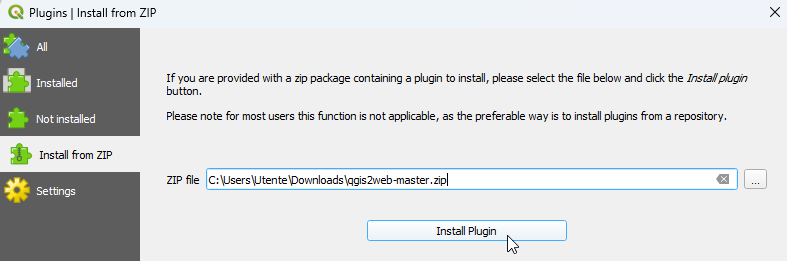 Plugins | Install from ZIP
All
Installed
Not installed
Install from ZIP
Settings
If you are provided with a zip package containing a plugin to install, please select the file below and click the Install plugin
button.
Please note for most users this function is not applicable, as the preferable way is to install plugins from a repository.
ZIP file C:\Users\Utente\Downloads\qgis2web-master.zip ...
Install Plugin